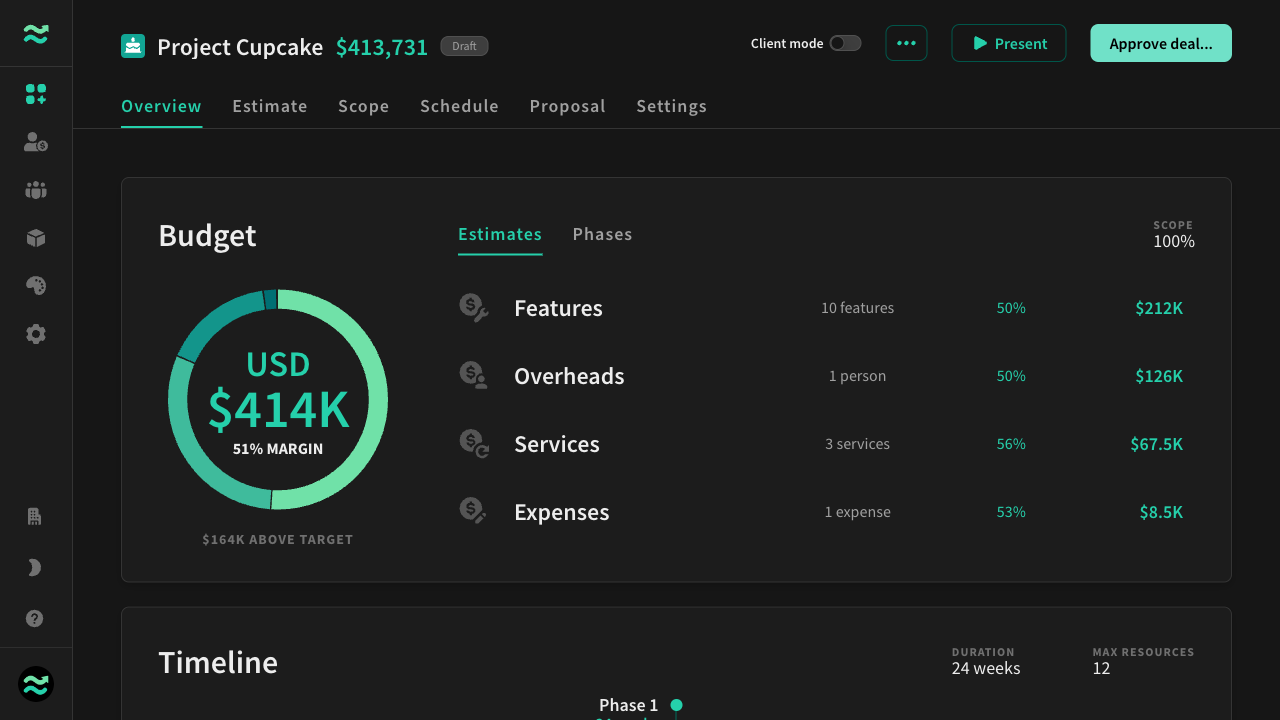 Project Cupcake $413,731 Draft
Client mode ••• Present Approve deal...
Overview Estimate Scope Schedule Proposal Settings
Budget
Estimates Phases
SCOPE
100%
USD
$414K
51% MARGIN
$164K ABOVE TARGET
Features 10 features 50% $212K
Overheads 1 person 50% $126K
Services 3 services 56% $67.5K
Expenses 1 expense 53% $8.5K
Timeline
DURATION
24 weeks
MAX RESOURCES
12
Phase 1